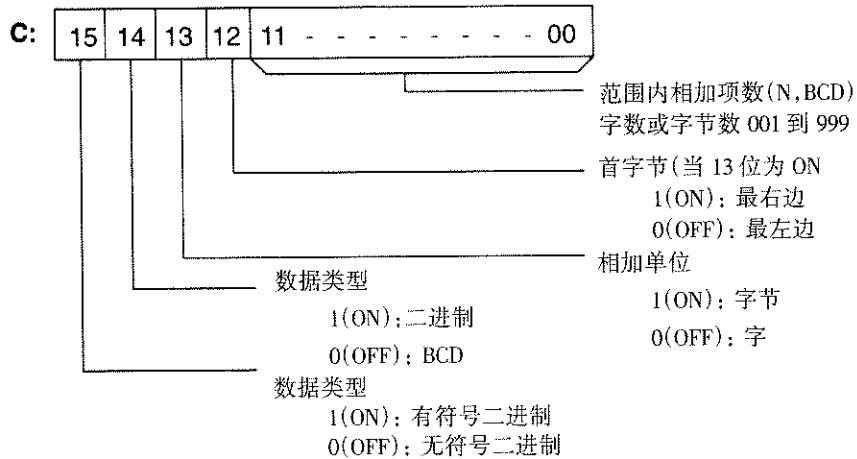 C: 15 14 13 12 11 - - - - - - - - 00
范围内相加项数(N,BCD)
字数或字节数 001 到 999
首字节(当 13 位为 ON
1(ON): 最右边
0(OFF): 最左边
相加单位
1(ON): 字节
0(OFF): 字
数据类型
1(ON):二进制
0(OFF): BCD
数据类型
1(ON): 有符号二进制
0(OFF): 无符号二进制